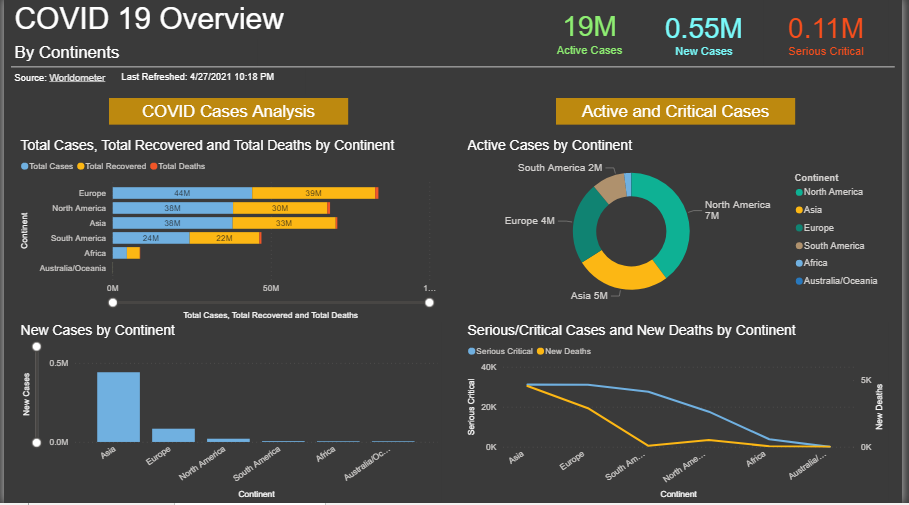 COVID 19 Overview
By Continents
19M
Active Cases
0.55M
New Cases
0.11M
Serious Critical
Source: Worldometer Last Refreshed: 4/27/2021 10:18 PM
COVID Cases Analysis
Total Cases, Total Recovered and Total Deaths by Continent
Total Cases Total Recovered Total Deaths
Continent
Europe 44M 39M
North America 38M 30M
Asia 38M 33M
South America 24M 22M
Africa
Australia/Oceania
0M 50M 1...
Total Cases, Total Recovered and Total Deaths
Active and Critical Cases
Active Cases by Continent
South America 2M
North America
7M
Europe 4M
Asia 5M
Continent
North America
Asia
Europe
South America
Africa
Australia/Oceania
New Cases by Continent
New Cases
0.5M
0.0M
Asia Europe North America South America Africa Australia/Oc...
Continent
Serious/Critical Cases and New Deaths by Continent
Serious Critical New Deaths
Serious Critical
40K
20K
0K
5K
0K
New Deaths
Asia Europe South Am... North Ame... Africa Australia/...
Continent